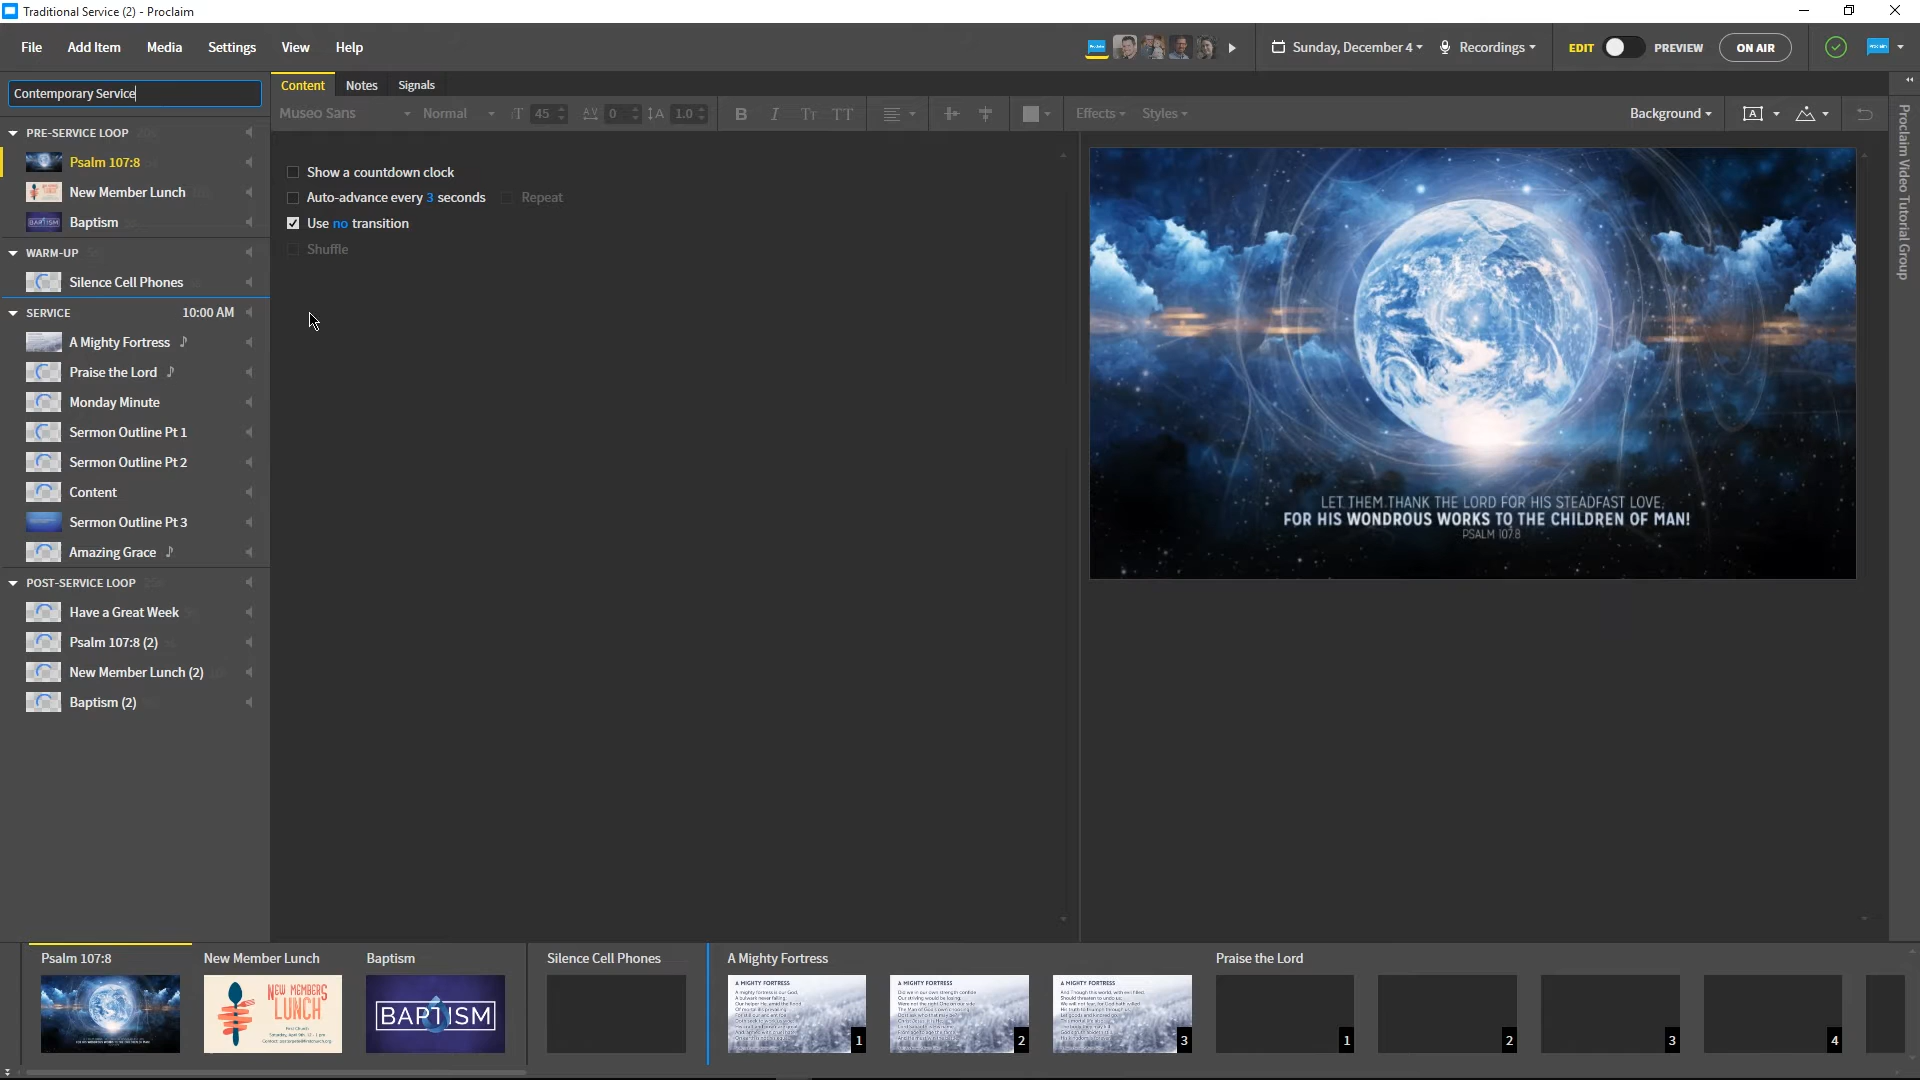 Traditional Service (2) - Proclaim
File Add Item Media Settings View Help
Sunday, December 4 Recordings EDIT PREVIEW ON AIR
Contemporary Service
Content Notes Signals
Museo Sans Normal 45 0 1.0 Effects Styles Background
PRE-SERVICE LOOP
Psalm 107:8
New Member Lunch
Baptism
WARM-UP
Silence Cell Phones
SERVICE 10:00 AM
A Mighty Fortress
Praise the Lord
Monday Minute
Sermon Outline Pt 1
Sermon Outline Pt 2
Content
Sermon Outline Pt 3
Amazing Grace
POST-SERVICE LOOP
Have a Great Week
Psalm 107:8 (2)
New Member Lunch (2)
Baptism (2)
Show a countdown clock
Auto-advance every 3 seconds Repeat
Use no transition
Shuffle
LET THEM THANK THE LORD FOR HIS STEADFAST LOVE,
FOR HIS WONDROUS WORKS TO THE CHILDREN OF MAN!
PSALM 107:8
Proclaim Video Tutorial Group
Psalm 107:8 New Member Lunch Baptism Silence Cell Phones A Mighty Fortress Praise the Lord
NEW MEMBERS
LUNCH
BAPTISM
A MIGHTY FORTRESS
A MIGHTY FORTRESS
A MIGHTY FORTRESS
1 2 3 1 2 3 4